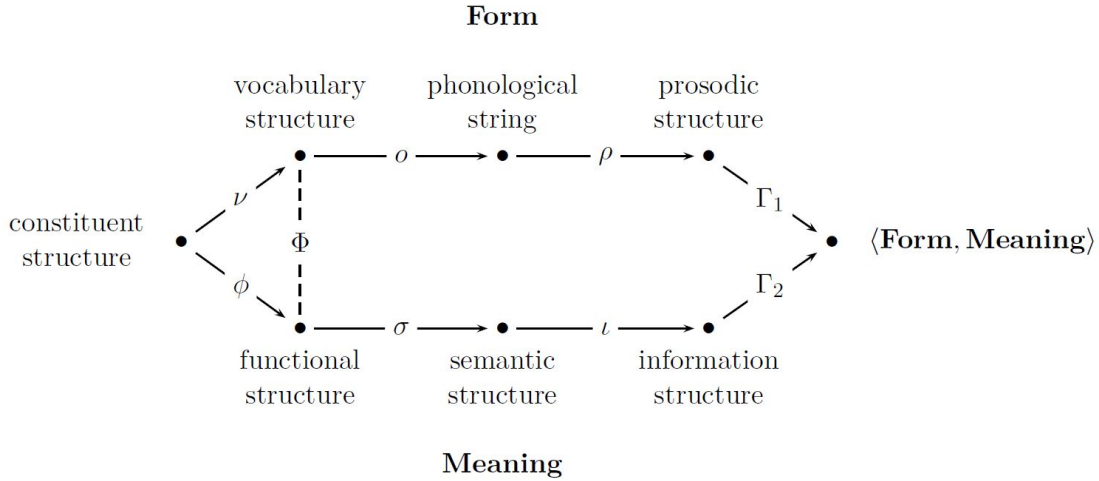 Form
vocabulary
structure
phonological
string
prosodic
structure
ο
ρ
ν
Γ₁
constituent
structure
Φ
⟨Form, Meaning⟩
ϕ
Γ₂
σ
ι
functional
structure
semantic
structure
information
structure
Meaning